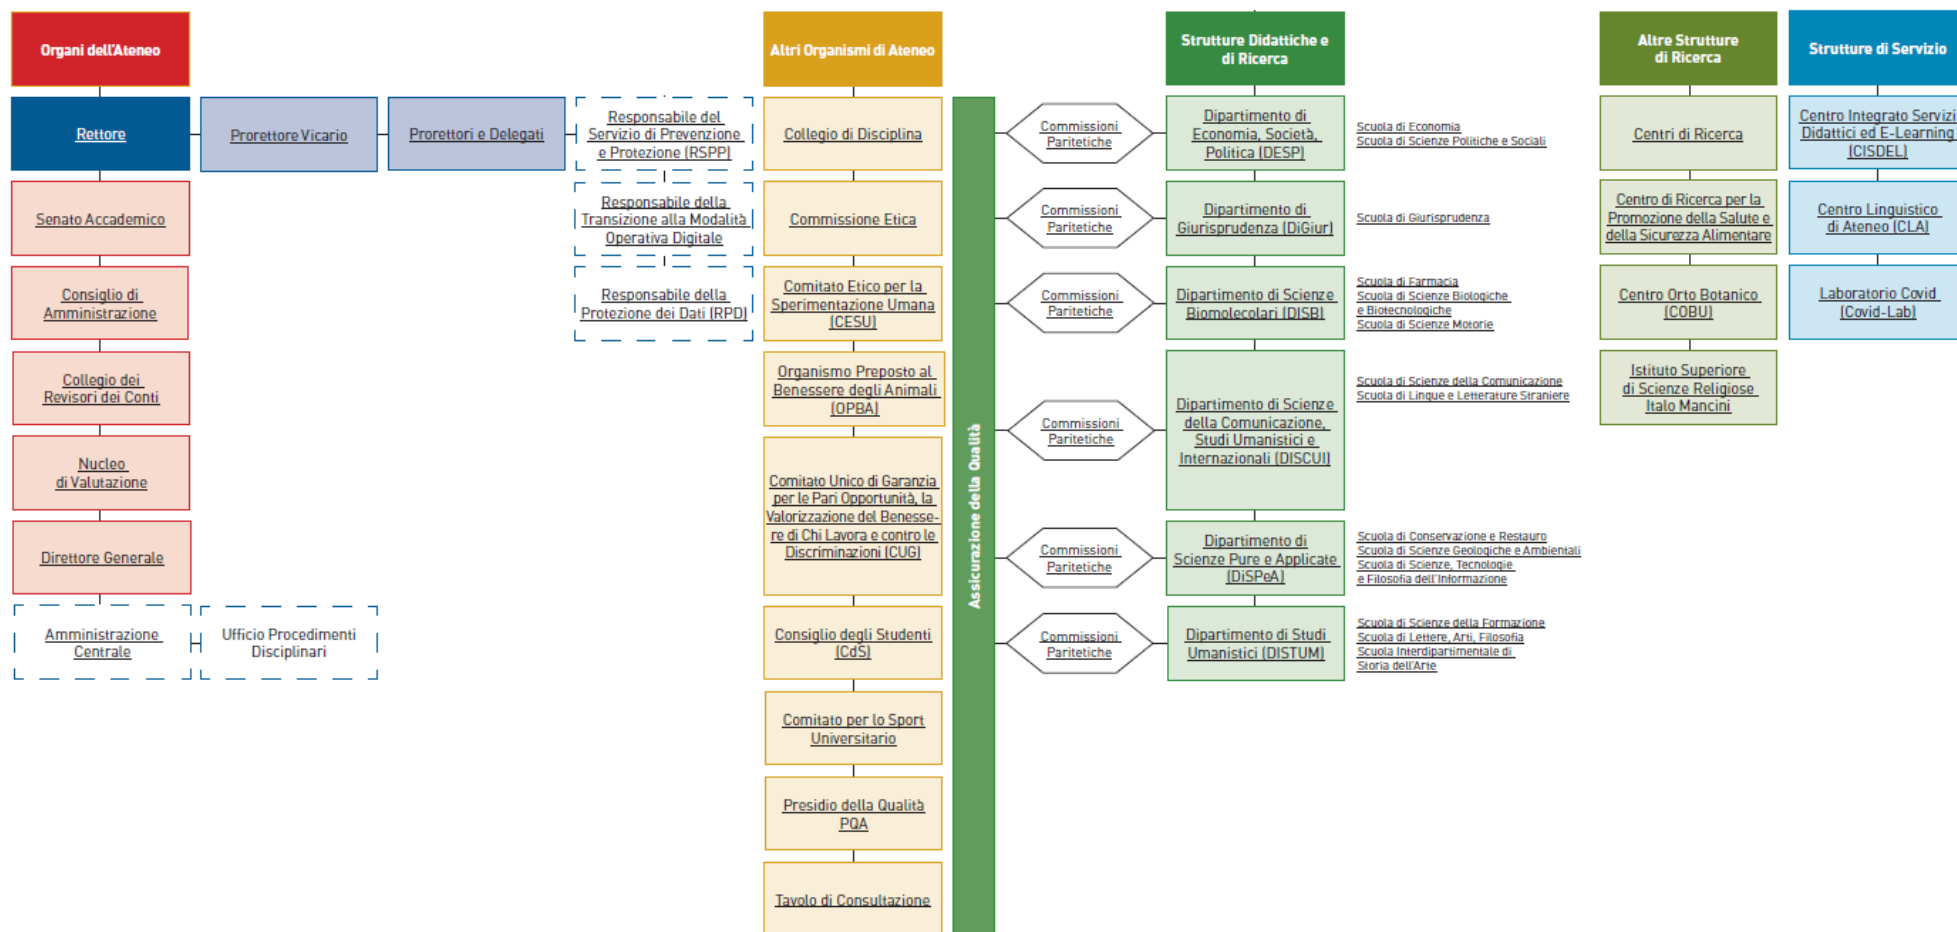 Organi dell'Ateneo
Rettore
Prorettore Vicario
Prorettori e Delegati
Responsabile del
Servizio di Prevenzione
e Protezione (RSPP)
Responsabile della
Transizione alla Modalità
Operativa Digitale
Responsabile della
Protezione dei Dati (RPD)
Senato Accademico
Consiglio di
Amministrazione
Collegio dei
Revisori dei Conti
Nucleo
di Valutazione
Direttore Generale
Amministrazione
Centrale
Ufficio Procedimenti
Disciplinari
Altri Organismi di Ateneo
Collegio di Disciplina
Commissione Etica
Comitato Etico per la
Sperimentazione Umana
(CESU)
Organismo Preposto al
Benessere degli Animali
(OPBA)
Comitato Unico di Garanzia
per le Pari Opportunità, la
Valorizzazione del Benesse-
re di Chi Lavora e contro le
Discriminazioni (CUG)
Consiglio degli Studenti
(CdS)
Comitato per lo Sport
Universitario
Presidio della Qualità
PQA
Tavolo di Consultazione
Assicurazione della Qualità
Strutture Didattiche e
di Ricerca
Commissioni
Paritetiche
Dipartimento di
Economia, Società,
Politica (DESP)
Scuola di Economia
Scuola di Scienze Politiche e Sociali
Commissioni
Paritetiche
Dipartimento di
Giurisprudenza (DiGiur)
Scuola di Giurisprudenza
Commissioni
Paritetiche
Dipartimento di Scienze
Biomolecolari (DISB)
Scuola di Farmacia
Scuola di Scienze Biologiche
e Biotecnologiche
Scuola di Scienze Motorie
Commissioni
Paritetiche
Dipartimento di Scienze
della Comunicazione,
Studi Umanistici e
Internazionali (DISCUI)
Scuola di Scienze della Comunicazione
Scuola di Lingue e Letterature Straniere
Commissioni
Paritetiche
Dipartimento di
Scienze Pure e Applicate
(DiSPeA)
Scuola di Conservazione e Restauro
Scuola di Scienze Geologiche e Ambientali
Scuola di Scienze, Tecnologie
e Filosofia dell'Informazione
Commissioni
Paritetiche
Dipartimento di Studi
Umanistici (DISTUM)
Scuola di Scienze della Formazione
Scuola di Lettere, Arti, Filosofia
Scuola Interdipartimentale di
Storia dell'Arte
Altre Strutture
di Ricerca
Centri di Ricerca
Centro di Ricerca per la
Promozione della Salute e
della Sicurezza Alimentare
Centro Orto Botanico
(COBU)
Istituto Superiore
di Scienze Religiose
Italo Mancini
Strutture di Servizio
Centro Integrato Servizi
Didattici ed E-Learning
(CISDEL)
Centro Linguistico
di Ateneo (CLA)
Laboratorio Covid
(Covid-Lab)